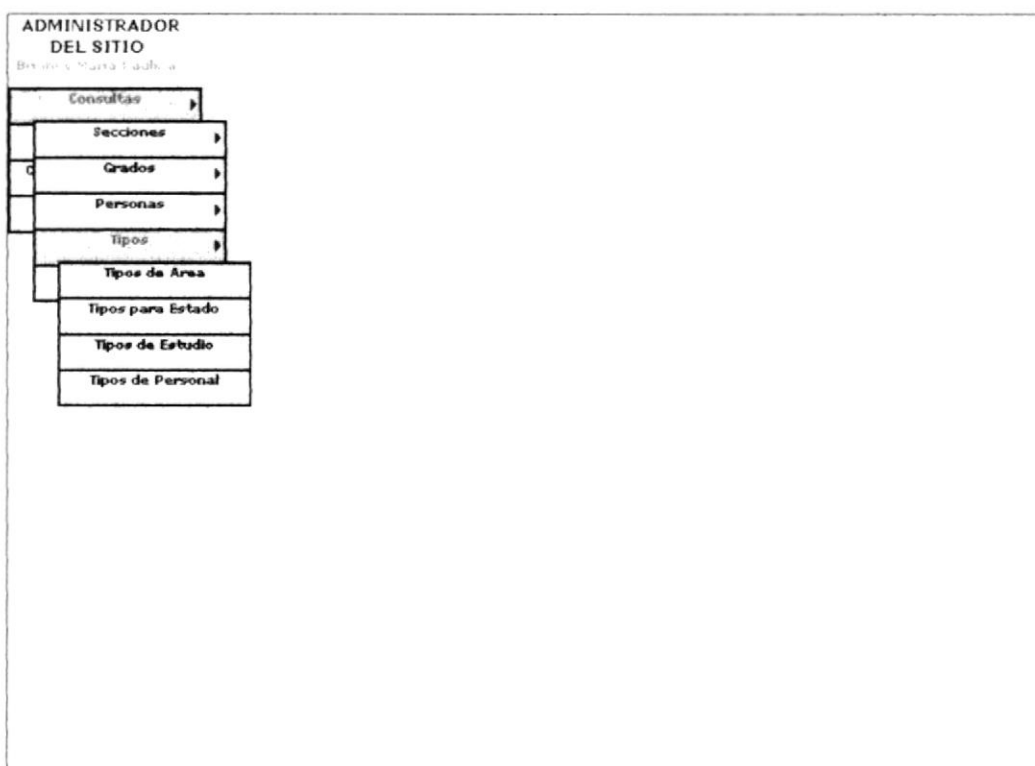 ADMINISTRADOR
DEL SITIO
Consultas
Secciones
Grados
Personas
Tipos
Tipos de Area
Tipos para Estado
Tipos de Estudio
Tipos de Personal